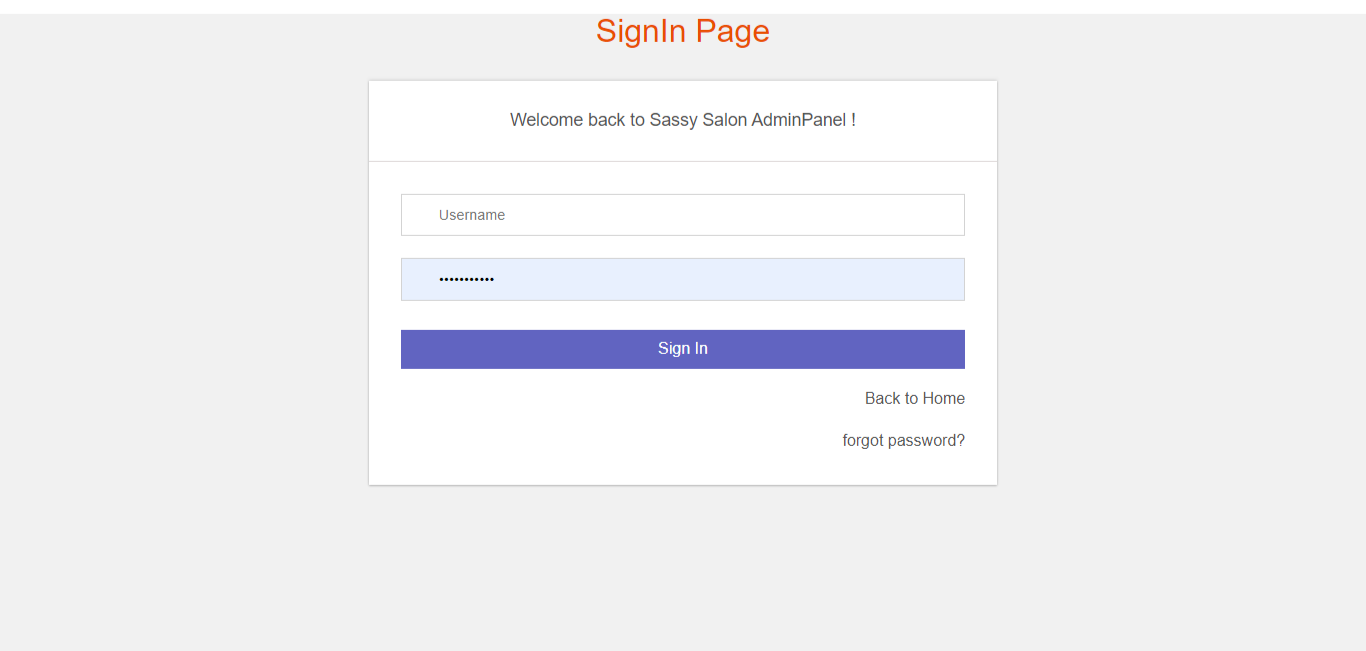 SignIn Page
Welcome back to Sassy Salon AdminPanel !
Username
•••••••••••
Sign In
Back to Home
forgot password?